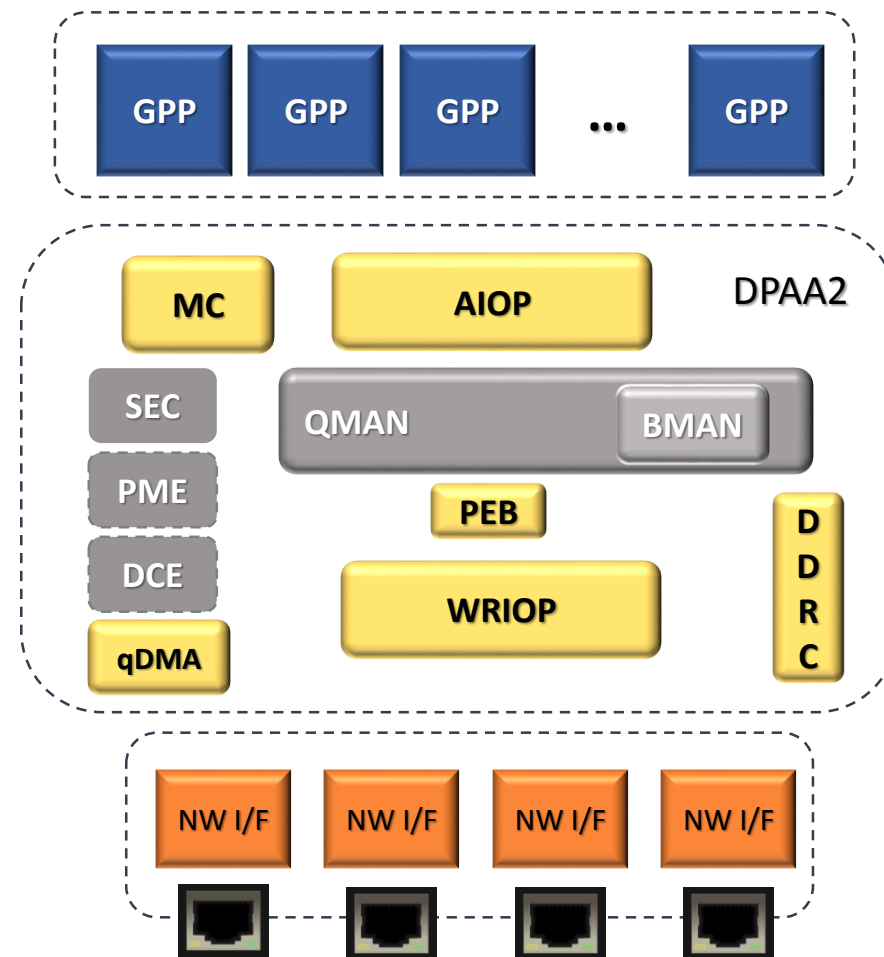 GPP GPP GPP ... GPP
DPAA2
MC
AIOP
SEC
QMAN
BMAN
PME
PEB
DCE
WRIOP
qDMA
D
D
R
C
NW I/F NW I/F NW I/F NW I/F